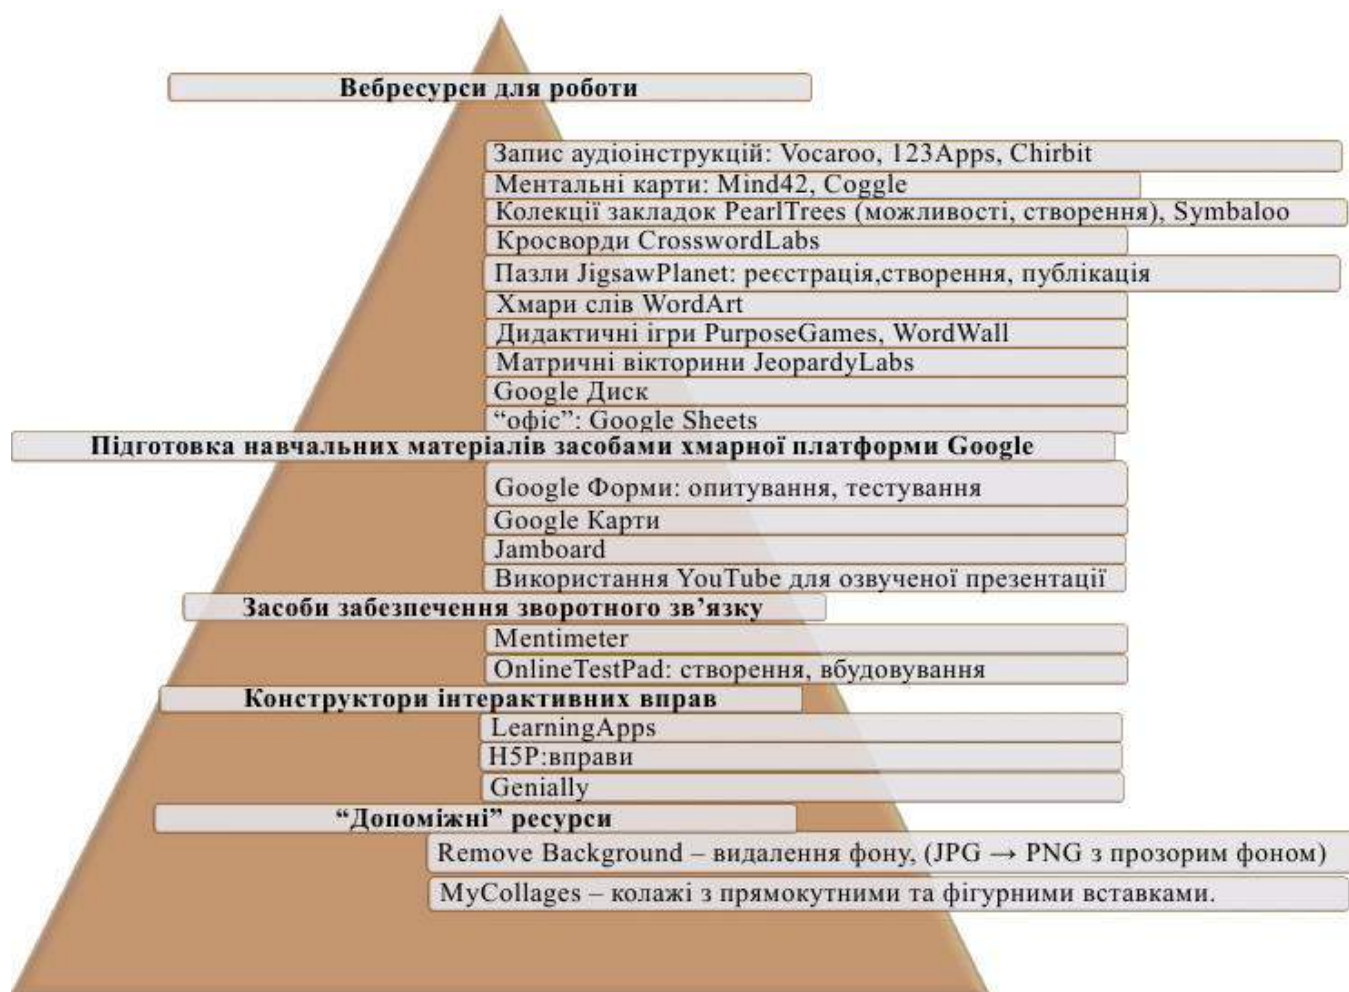 Вебресурси для роботи
Запис аудіоінструкцій: Vocaroo, 123Apps, Chirbit
Ментальні карти: Mind42, Coggle
Колекції закладок PearlTrees (можливості, створення), Symbaloo
Кросворди CrosswordLabs
Пазли JigsawPlanet: реєстрація,створення, публікація
Хмари слів WordArt
Дидактичні ігри PurposeGames, WordWall
Матричні вікторини JeopardyLabs
Google Диск
“офіс”: Google Sheets
Підготовка навчальних матеріалів засобами хмарної платформи Google
Google Форми: опитування, тестування
Google Карти
Jamboard
Використання YouTube для озвученої презентації
Засоби забезпечення зворотного зв’язку
Mentimeter
OnlineTestPad: створення, вбудовування
Конструктори інтерактивних вправ
LearningApps
H5P:вправи
Genially
“Допоміжні” ресурси
Remove Background – видалення фону, (JPG → PNG з прозорим фоном)
MyCollages – колажі з прямокутними та фігурними вставками.